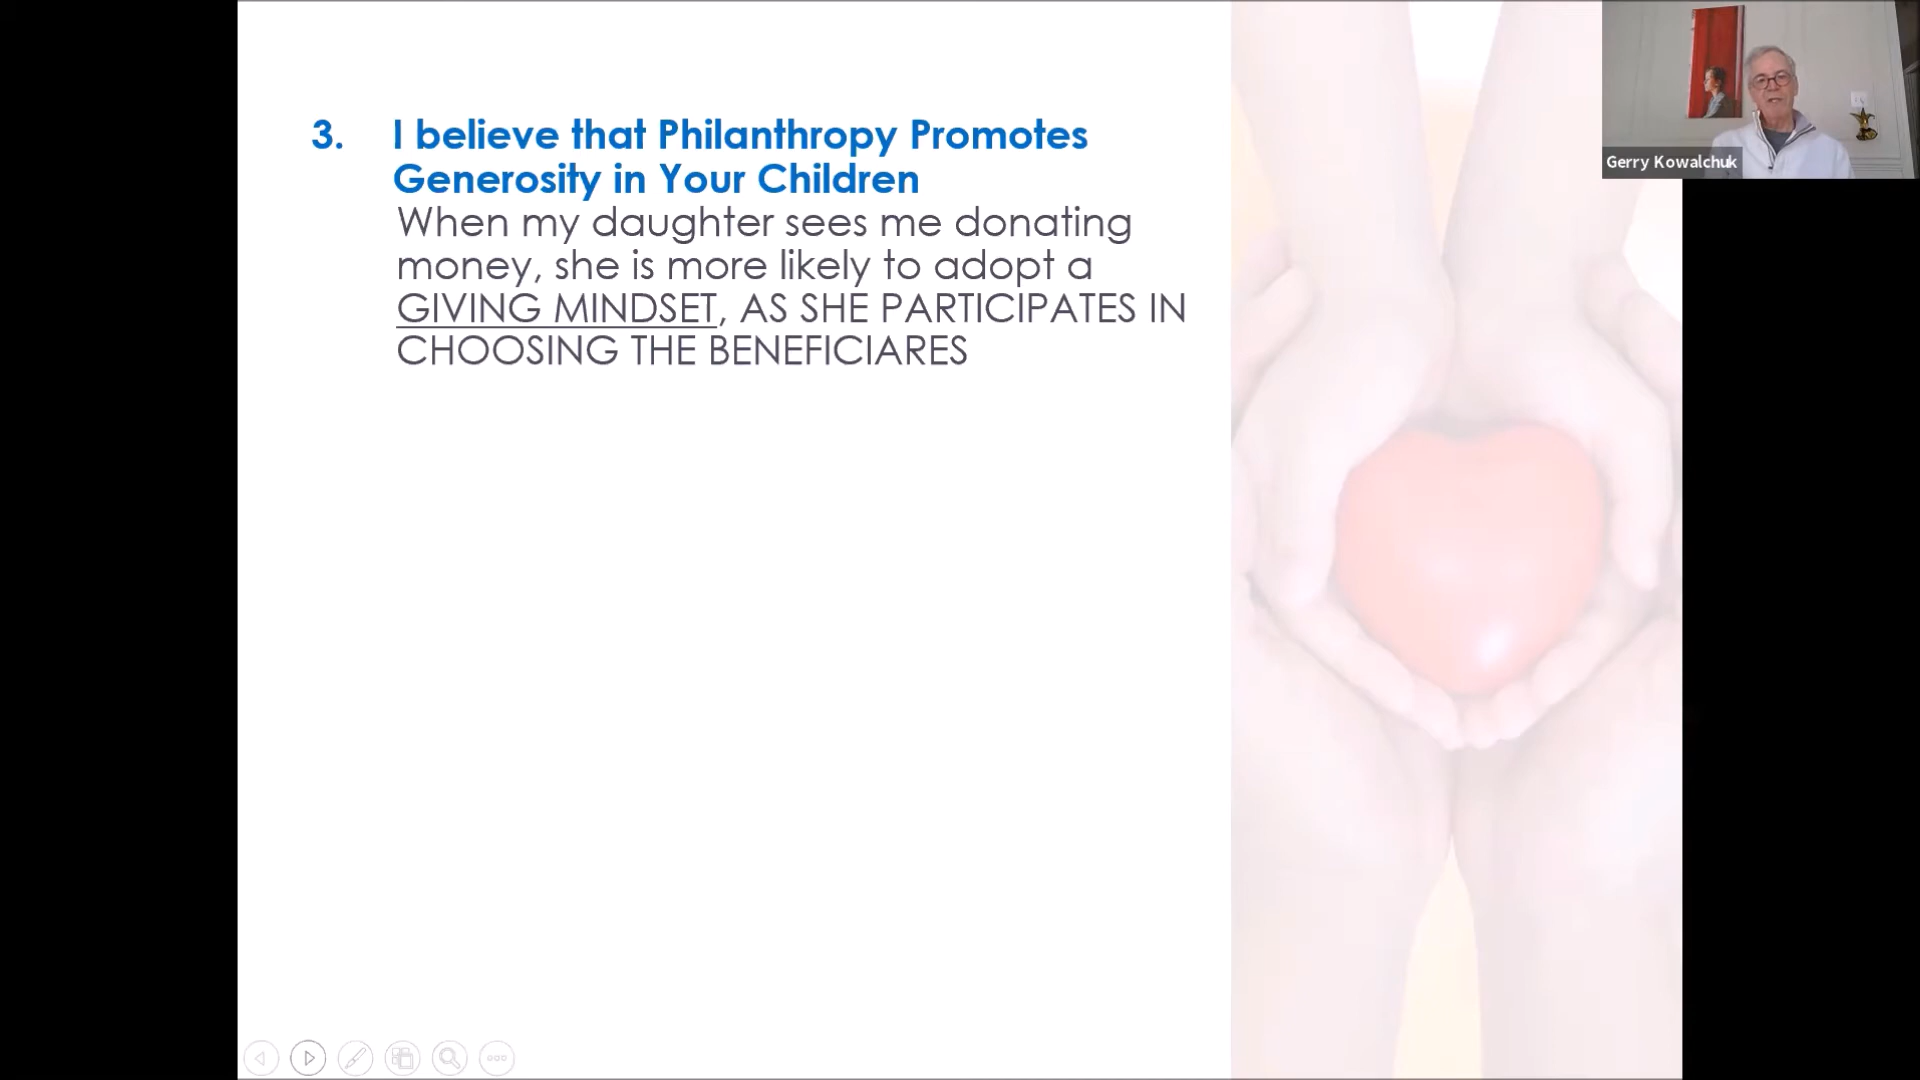 3. I believe that Philanthropy Promotes
Generosity in Your Children
When my daughter sees me donating
money, she is more likely to adopt a
GIVING MINDSET, AS SHE PARTICIPATES IN
CHOOSING THE BENEFICIARES
Gerry Kowalchuk